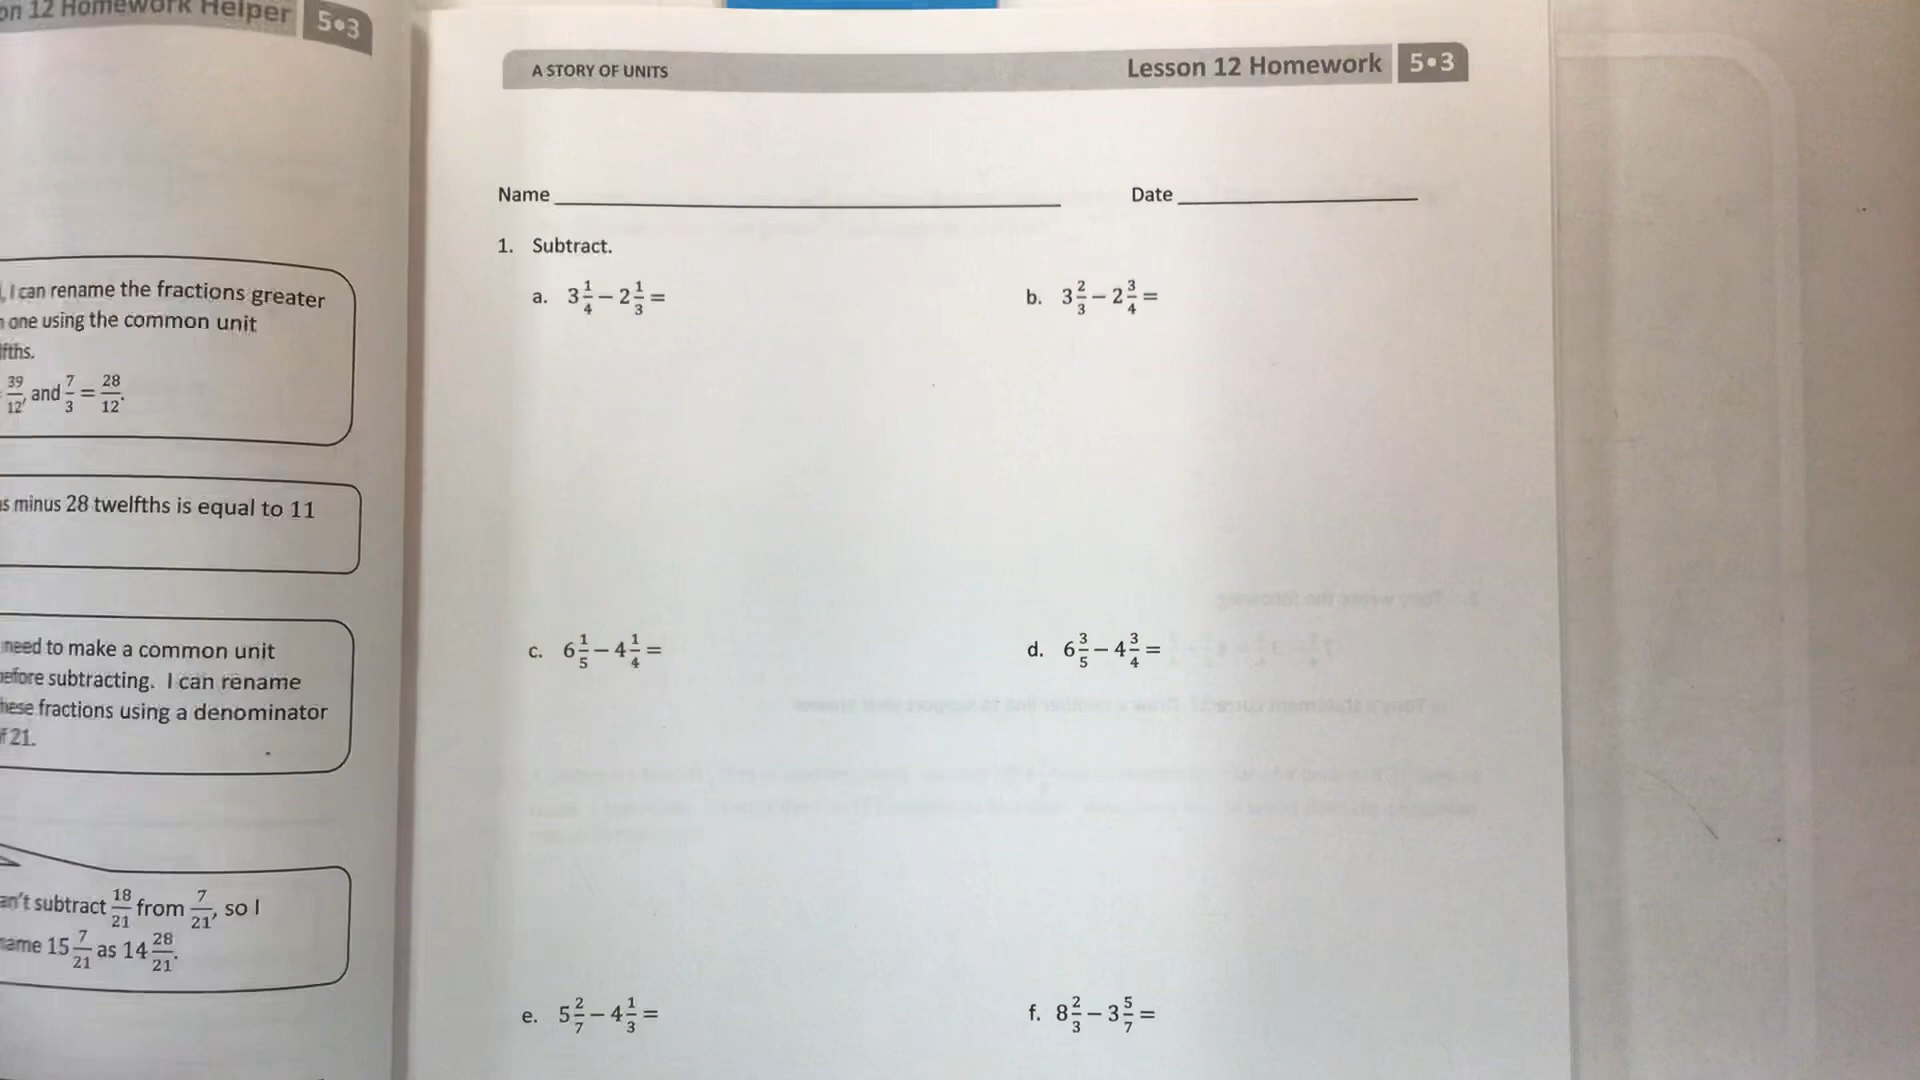 on 12 Homework Helper 5•3
I can rename the fractions greater
one using the common unit
39/12, and 7/3 = 28/12.
minus 28 twelfths is equal to 11
need to make a common unit
before subtracting. I can rename
these fractions using a denominator
of 21.
can't subtract 18/21 from 7/21, so I
15 7/21 as 14 28/21.
A STORY OF UNITS Lesson 12 Homework 5•3
Name Date
1. Subtract.
a. 3 1/4 − 2 1/3 = b. 3 2/3 − 2 3/4 =
c. 6 1/5 − 4 1/4 = d. 6 3/5 − 4 3/4 =
e. 5 2/7 − 4 1/3 = f. 8 2/3 − 3 5/7 =